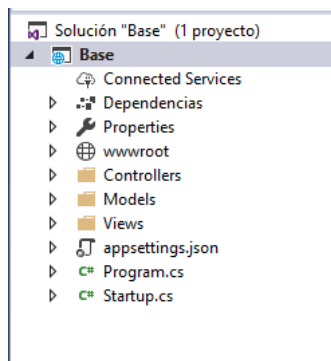 Solución "Base" (1 proyecto)
Base
Connected Services
Dependencias
Properties
wwwroot
Controllers
Models
Views
appsettings.json
C# Program.cs
C# Startup.cs